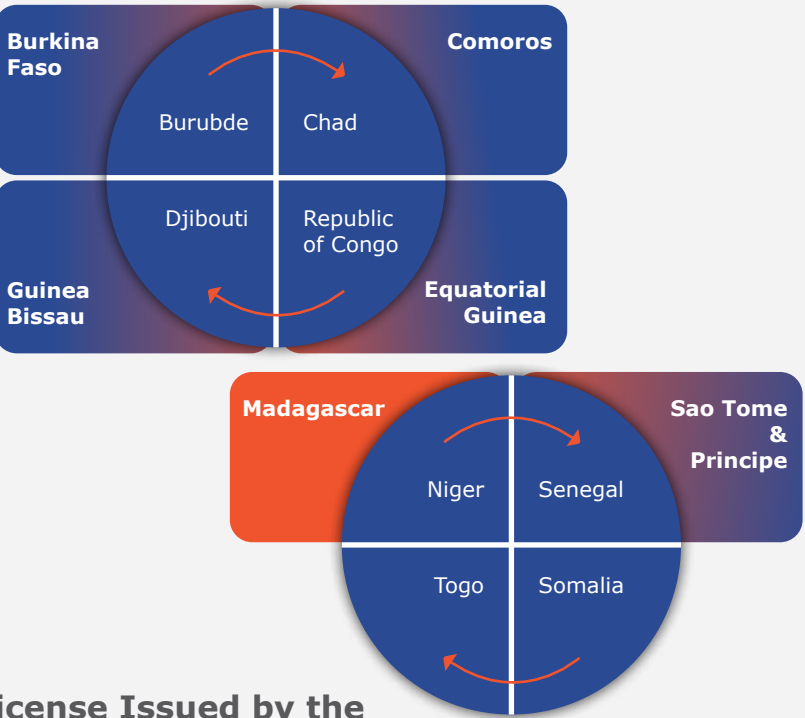 Burkina
Faso
Comoros
Burubde
Chad
Djibouti
Republic
of Congo
Guinea
Bissau
Equatorial
Guinea
Madagascar
Sao Tome
&
Principe
Niger
Senegal
Togo
Somalia
icense Issued by the